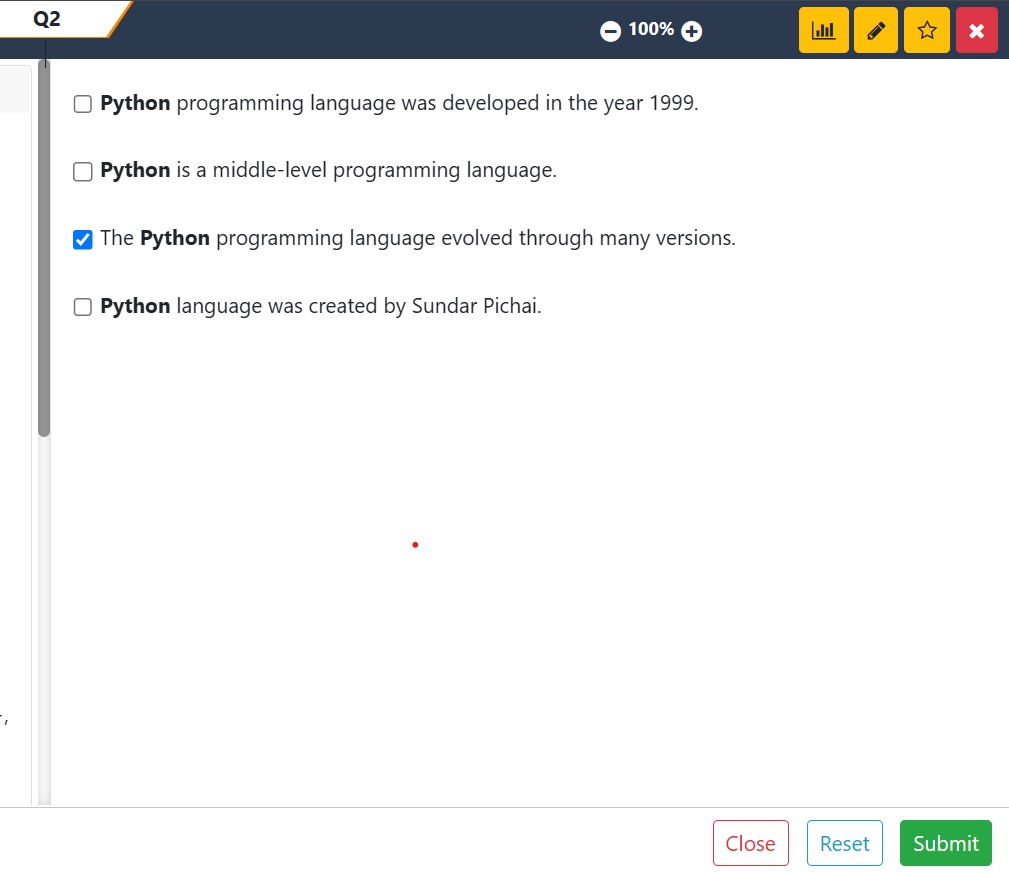 Q2
100%
Python programming language was developed in the year 1999.
Python is a middle-level programming language.
The Python programming language evolved through many versions.
Python language was created by Sundar Pichai.
Close Reset Submit